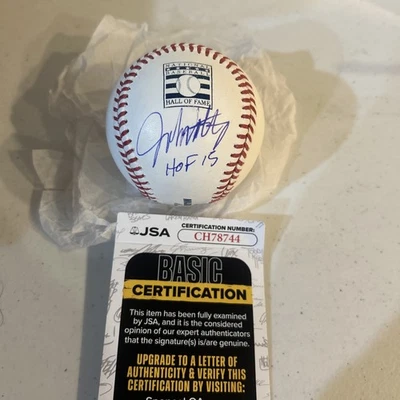 NATIONAL
BASEBALL
HALL OF FAME
HOF 15
JSA
CERTIFICATION NUMBER:
CH78744
BASIC
CERTIFICATION
This item has been fully examined
by JSA, and it is the considered
opinion of our expert authenticators
that the signature(s) is/are genuine.
UPGRADE TO A LETTER OF
AUTHENTICITY & VERIFY THIS
CERTIFICATION BY VISITING: